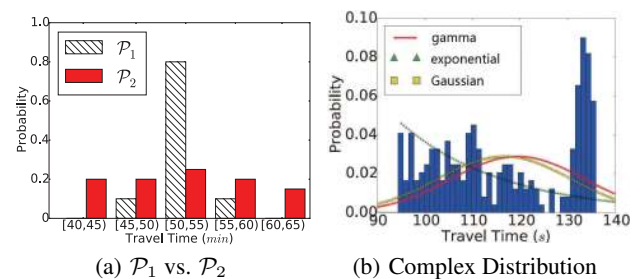 1.0
0.8
0.6
0.4
0.2
0
Probability
P₁
P₂
[40,45) [45,50) [50,55) [55,60) [60,65)
Travel Time (min)
(a) P₁ vs. P₂
0.10
0.08
0.06
0.04
0.02
0.00
Probability
gamma
exponential
Gaussian
90 100 110 120 130 140
Travel Time (s)
(b) Complex Distribution